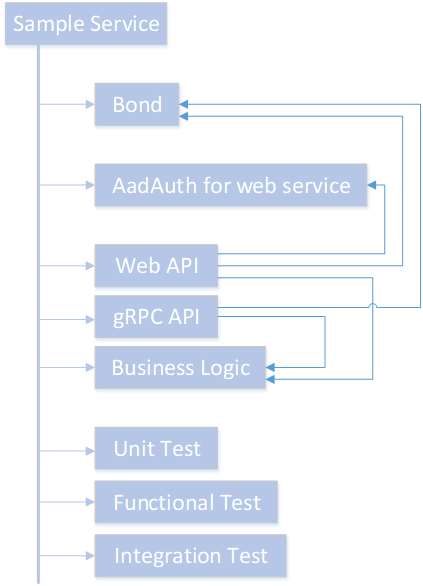 Sample Service
Bond
AadAuth for web service
Web API
gRPC API
Business Logic
Unit Test
Functional Test
Integration Test